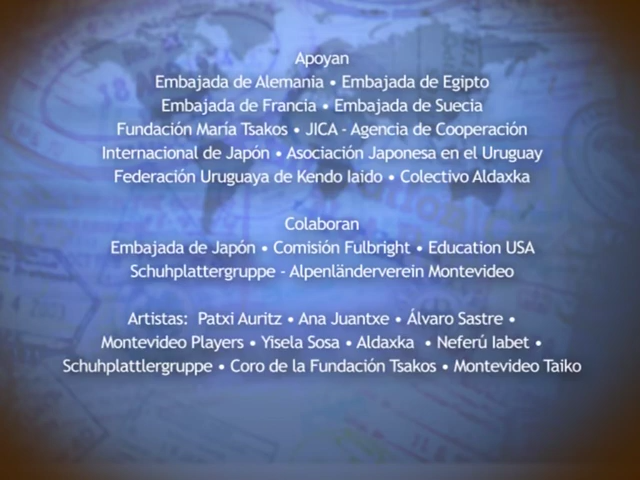 Apoyan
Embajada de Alemania • Embajada de Egipto
Embajada de Francia • Embajada de Suecia
Fundación María Tsakos • JICA - Agencia de Cooperación
Internacional de Japón • Asociación Japonesa en el Uruguay
Federación Uruguaya de Kendo Iaido • Colectivo Aldaxka
Colaboran
Embajada de Japón • Comisión Fulbright • Education USA
Schuhplattergruppe - Alpenländerverein Montevideo
Artistas: Patxi Auritz • Ana Juantxe • Álvaro Sastre •
Montevideo Players • Yisela Sosa • Aldaxka • Neferú Iabet •
Schuhplattlergruppe • Coro de la Fundación Tsakos • Montevideo Taiko